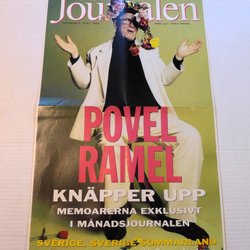 Journalen
POVEL
RAMEL
KNÄPPER UPP
MEMOARERNA EXKLUSIVT
I MÅNADSJOURNALEN
SVERIGE, SVERIGE SOMMARLAND